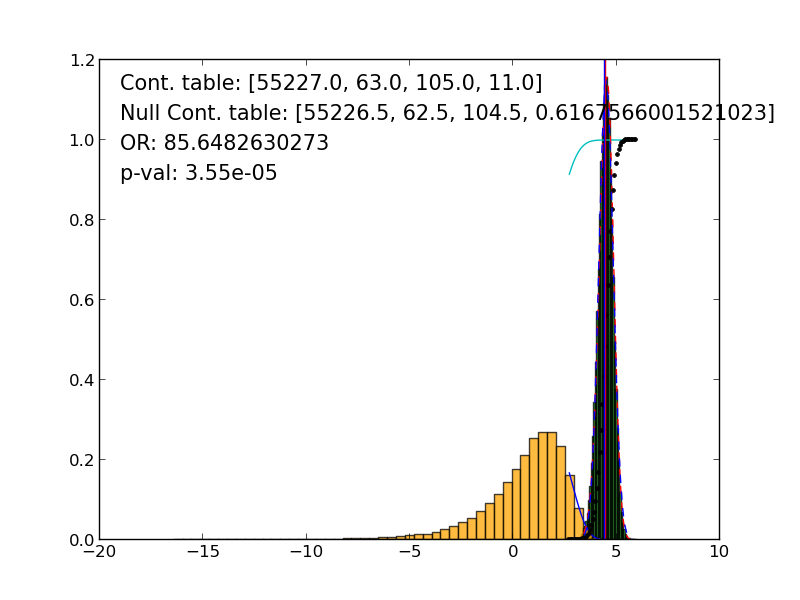 1.2
Cont. table: [55227.0, 63.0, 105.0, 11.0]
Null Cont. table: [55226.5, 62.5, 104.5, 0.6167566001521023]
1.0
OR: 85.6482630273
p-val: 3.55e-05
0.8
0.6
0.4
0.2
0.0
−20 −15 −10 −5 0 5 10